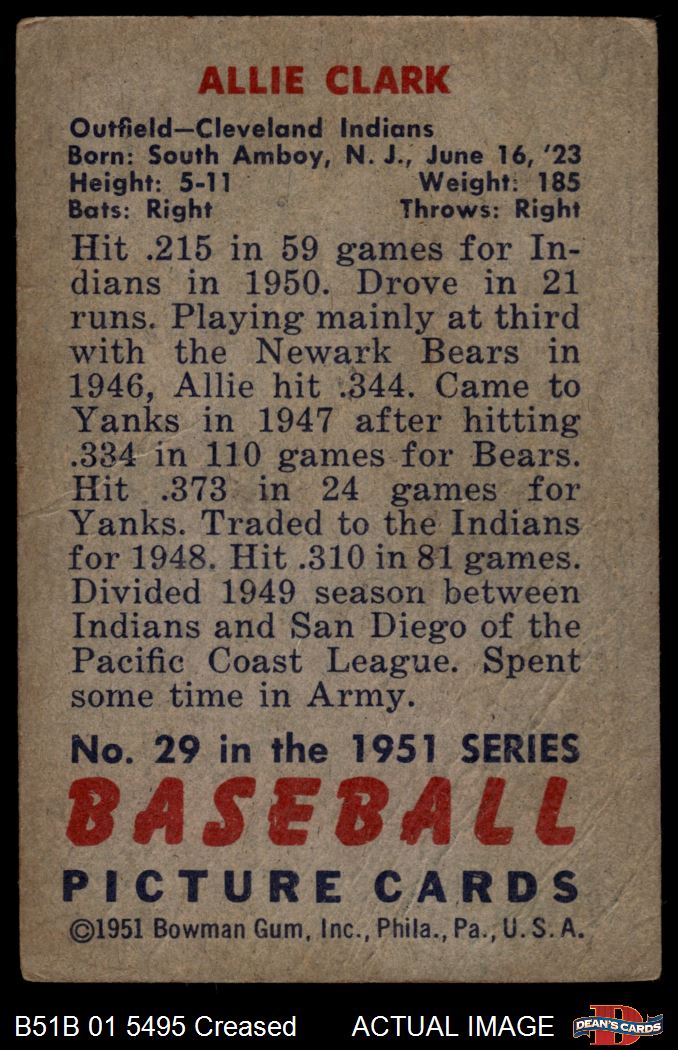 ALLIE CLARK
Outfield—Cleveland Indians
Born: South Amboy, N. J., June 16, '23
Height: 5-11 Weight: 185
Bats: Right Throws: Right
Hit .215 in 59 games for In-
dians in 1950. Drove in 21
runs. Playing mainly at third
with the Newark Bears in
1946, Allie hit .344. Came to
Yanks in 1947 after hitting
.334 in 110 games for Bears.
Hit .373 in 24 games for
Yanks. Traded to the Indians
for 1948. Hit .310 in 81 games.
Divided 1949 season between
Indians and San Diego of the
Pacific Coast League. Spent
some time in Army.
No. 29 in the 1951 SERIES
BASEBALL
PICTURE CARDS
©1951 Bowman Gum, Inc., Phila., Pa., U. S. A.
B51B 01 5495 Creased ACTUAL IMAGE
D
DEAN'S CARDS